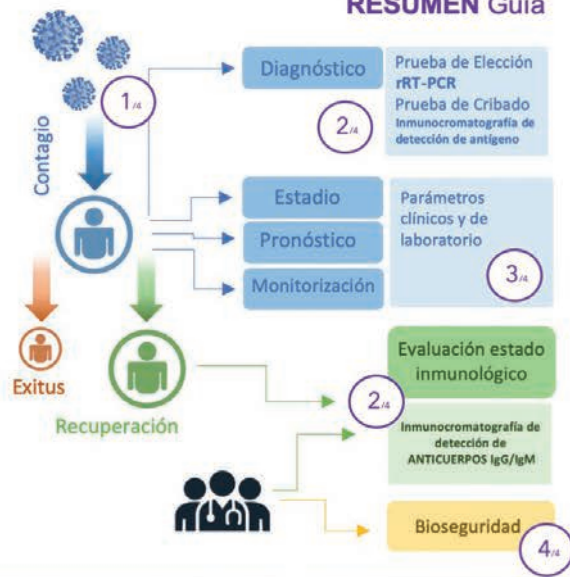 RESUMEN Guía
1/4
Contagio
Diagnóstico
Prueba de Elección
rRT-PCR
Prueba de Cribado
Inmunocromatografía de
detección de antígeno
2/4
Estadio
Pronóstico
Monitorización
Parámetros
clínicos y de
laboratorio
3/4
Exitus
Recuperación
Evaluación estado
inmunológico
2/4
Inmunocromatografía de
detección de
ANTICUERPOS IgG/IgM
Bioseguridad
4/4